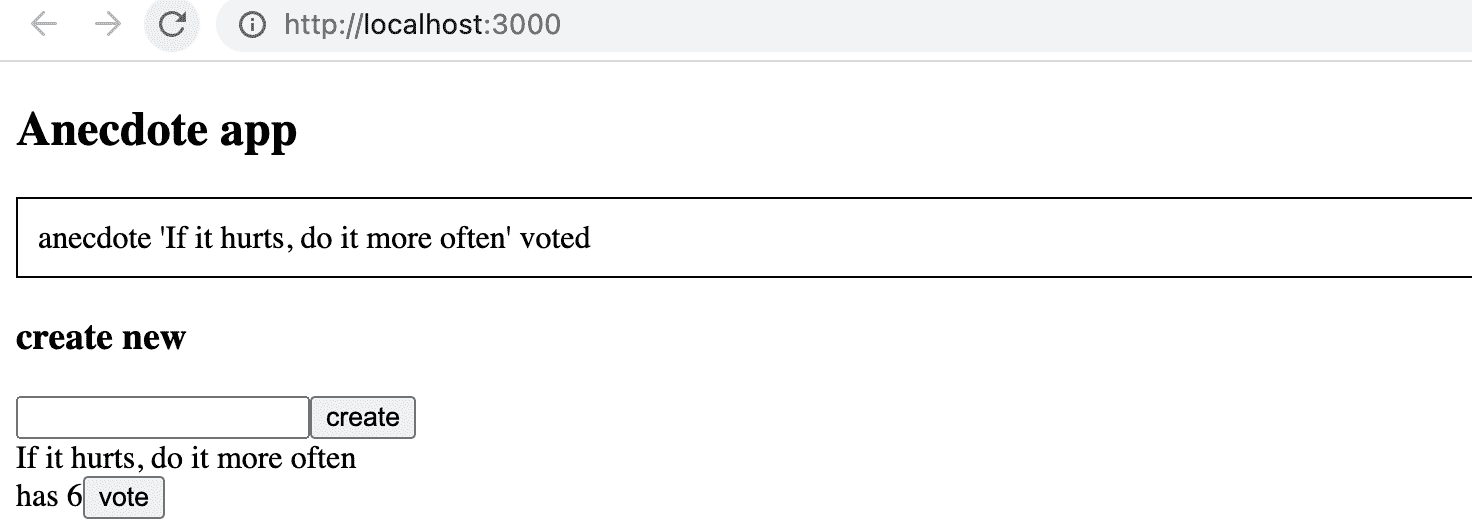 http://localhost:3000
Anecdote app
anecdote 'If it hurts, do it more often' voted
create new
create
If it hurts, do it more often
has 6 vote